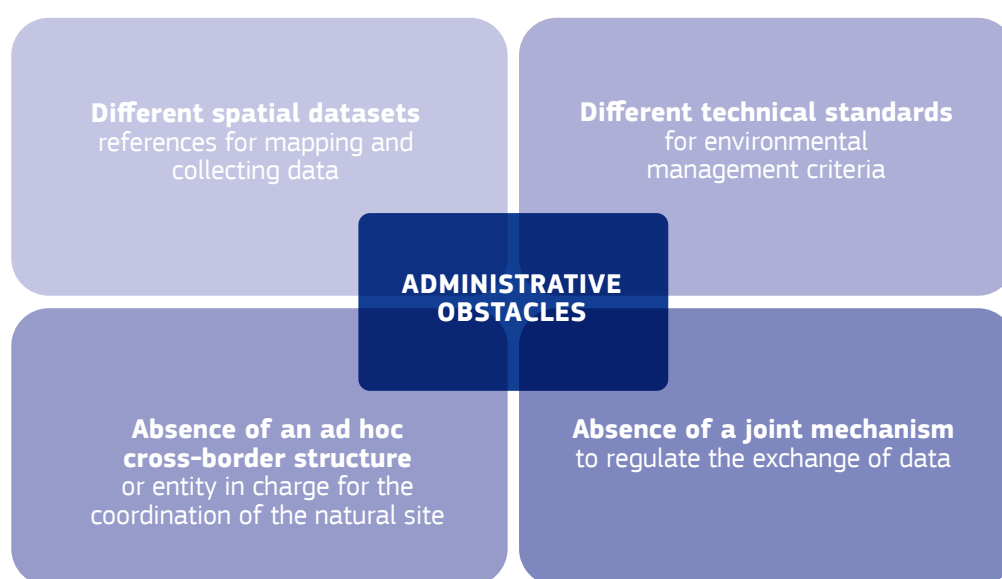 Different spatial datasets
references for mapping and
collecting data
Different technical standards
for environmental
management criteria
ADMINISTRATIVE
OBSTACLES
Absence of an ad hoc
cross-border structure
or entity in charge for the
coordination of the natural site
Absence of a joint mechanism
to regulate the exchange of data